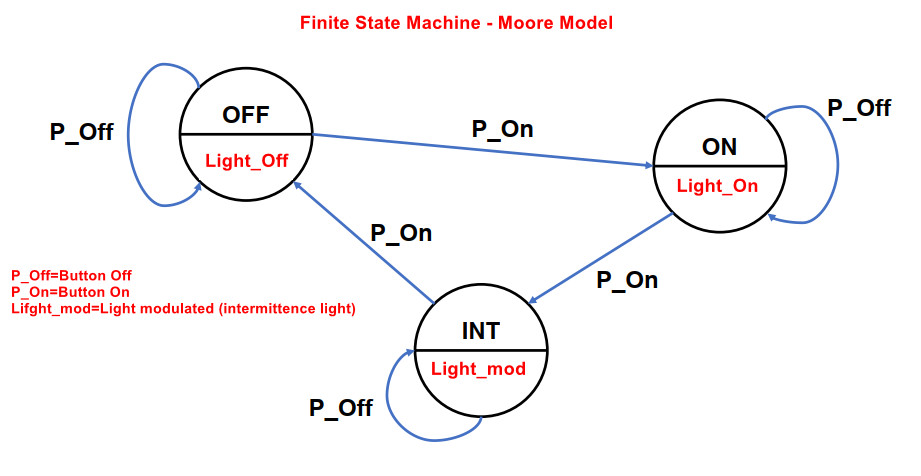 Finite State Machine - Moore Model
OFF
Light_Off
P_Off
P_On
ON
Light_On
P_Off
P_On
P_On
P_Off=Button Off
P_On=Button On
Lifght_mod=Light modulated (intermittence light)
INT
Light_mod
P_Off